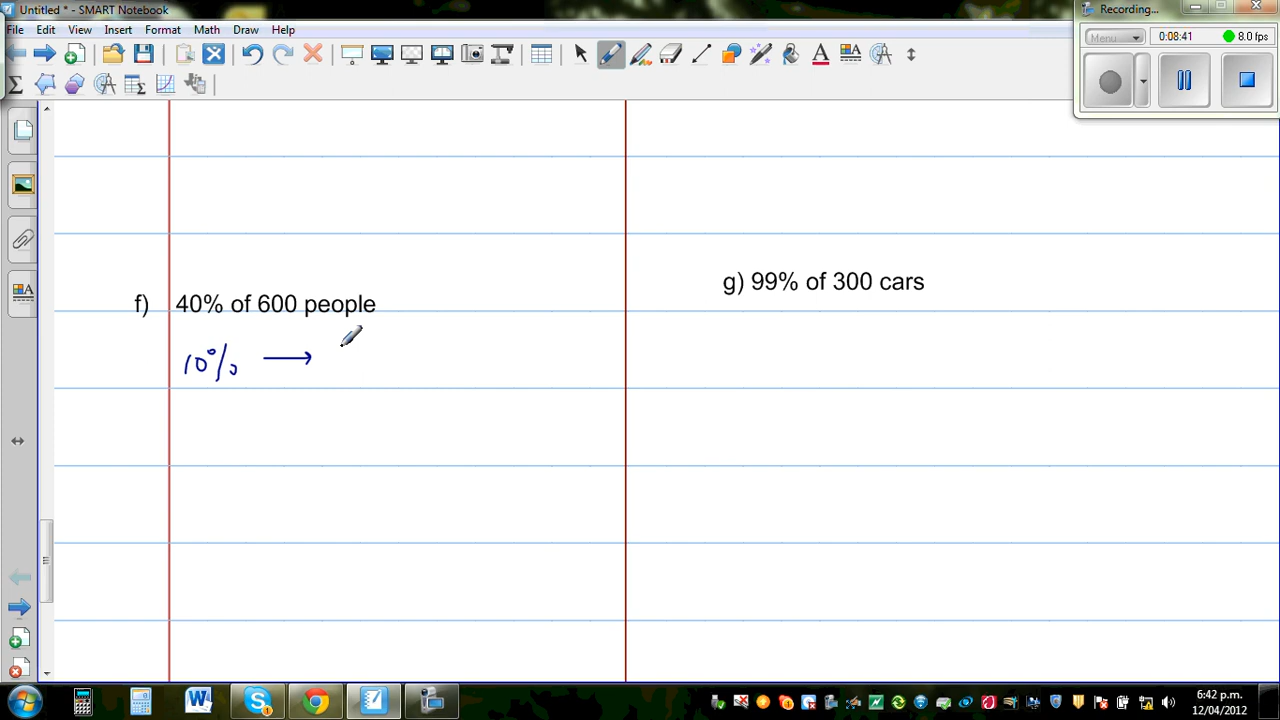 Untitled * - SMART Notebook
Recording...
File Edit View Insert Format Math Draw Help
Menu 0:08:41 8.0 fps
f) 40% of 600 people
g) 99% of 300 cars
10% →
6:42 p.m.
12/04/2012